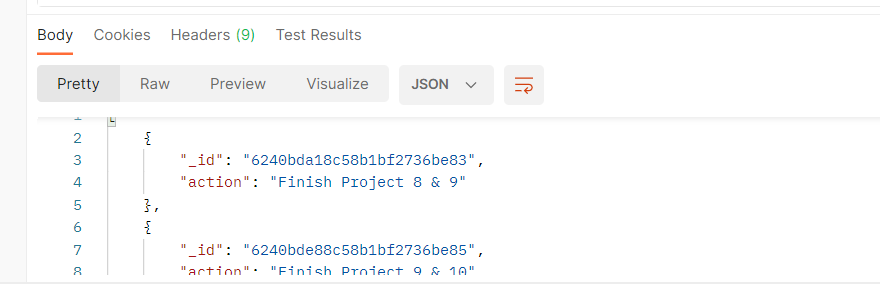 Body Cookies Headers (9) Test Results
Pretty Raw Preview Visualize JSON
1 [
2 {
3 "_id": "6240bda18c58b1bf2736be83",
4 "action": "Finish Project 8 & 9"
5 },
6 {
7 "_id": "6240bde88c58b1bf2736be85",
8 "action": "Finish Project 9 & 10"